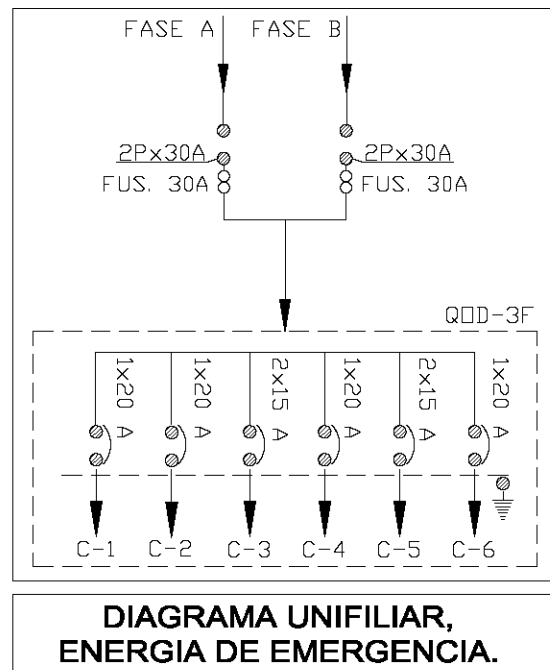 FASE A FASE B
2Px30A 2Px30A
FUS. 30A FUS. 30A
QOD-3F
1x20 A 1x20 A 2x15 A 1x20 A 2x15 A 1x20 A
C-1 C-2 C-3 C-4 C-5 C-6
DIAGRAMA UNIFILIAR,
ENERGIA DE EMERGENCIA.